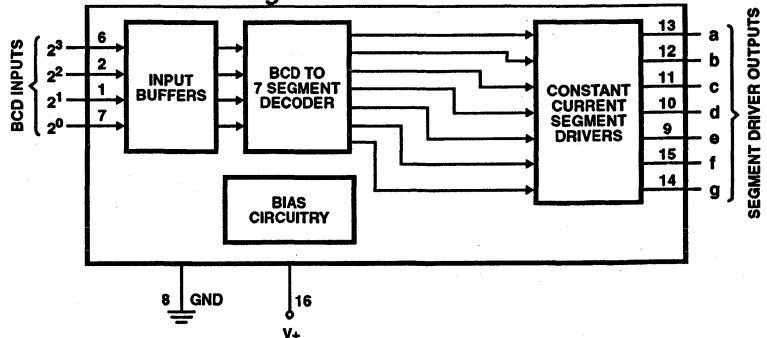 BCD INPUTS
2³ 6
2² 2
2¹ 1
2⁰ 7
INPUT
BUFFERS
BCD TO
7 SEGMENT
DECODER
BIAS
CIRCUITRY
CONSTANT
CURRENT
SEGMENT
DRIVERS
13 a
12 b
11 c
10 d
9 e
15 f
14 g
SEGMENT DRIVER OUTPUTS
8 GND
16
V+